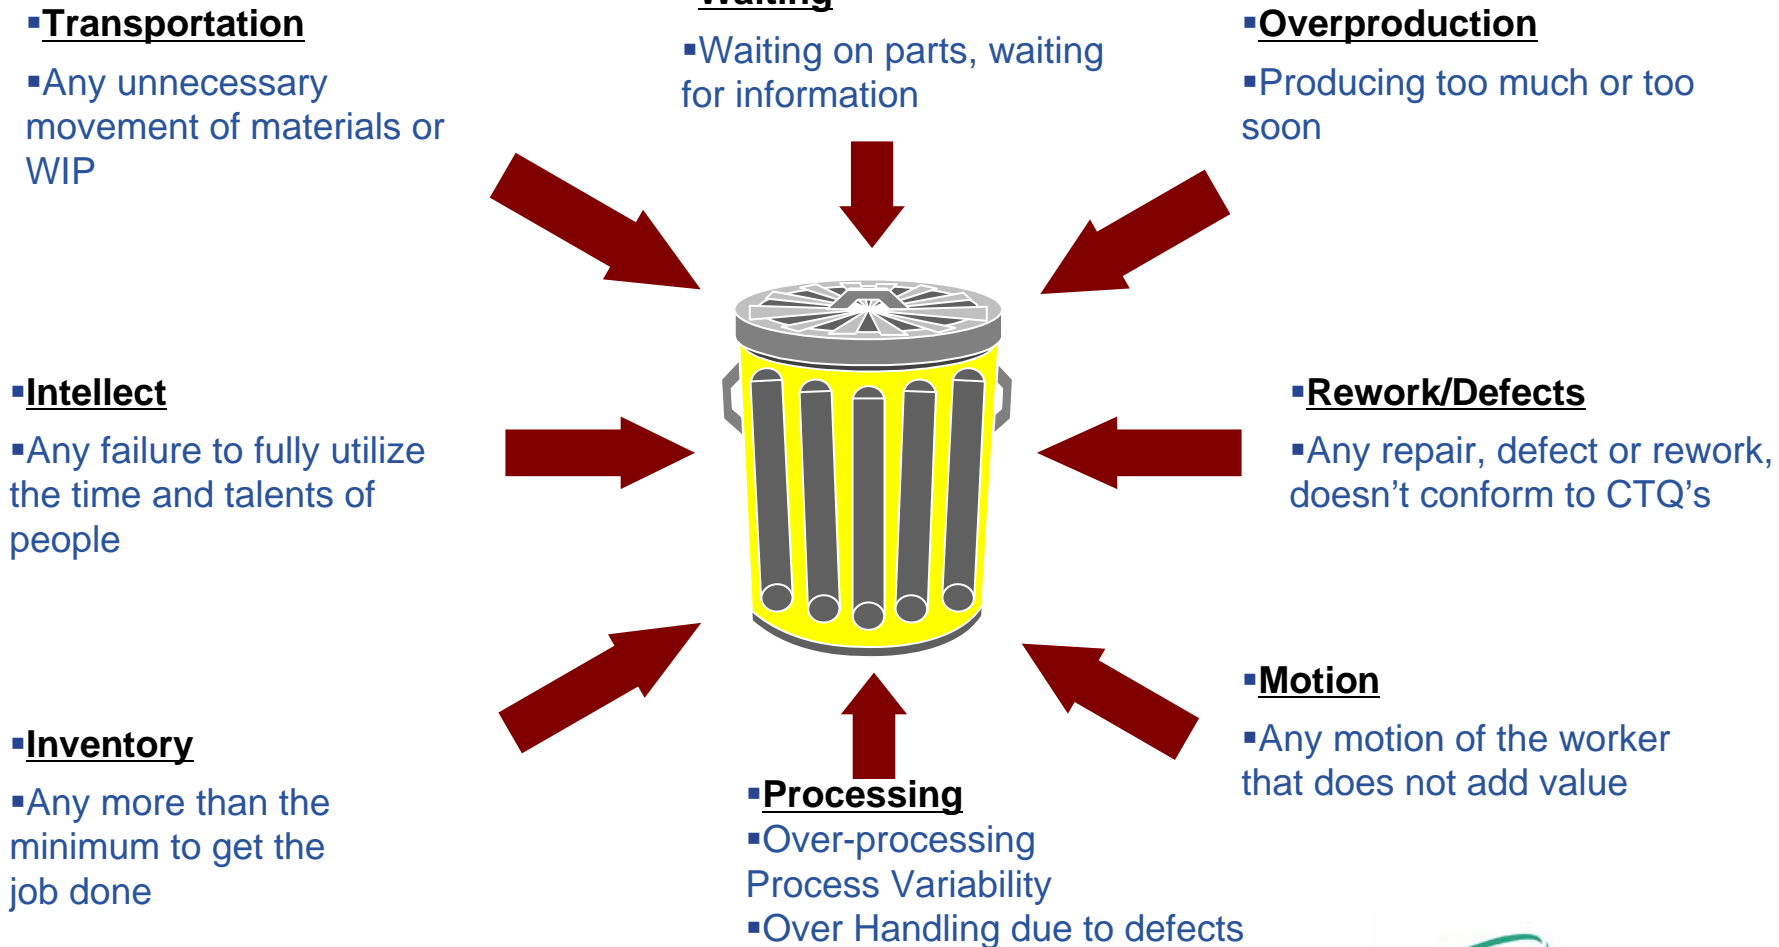 ▪Transportation
▪Any unnecessary
movement of materials or
WIP
Waiting
▪Waiting on parts, waiting
for information
▪Overproduction
▪Producing too much or too
soon
▪Intellect
▪Any failure to fully utilize
the time and talents of
people
▪Rework/Defects
▪Any repair, defect or rework,
doesn’t conform to CTQ’s
▪Inventory
▪Any more than the
minimum to get the
job done
▪Processing
▪Over-processing
Process Variability
▪Over Handling due to defects
▪Motion
▪Any motion of the worker
that does not add value